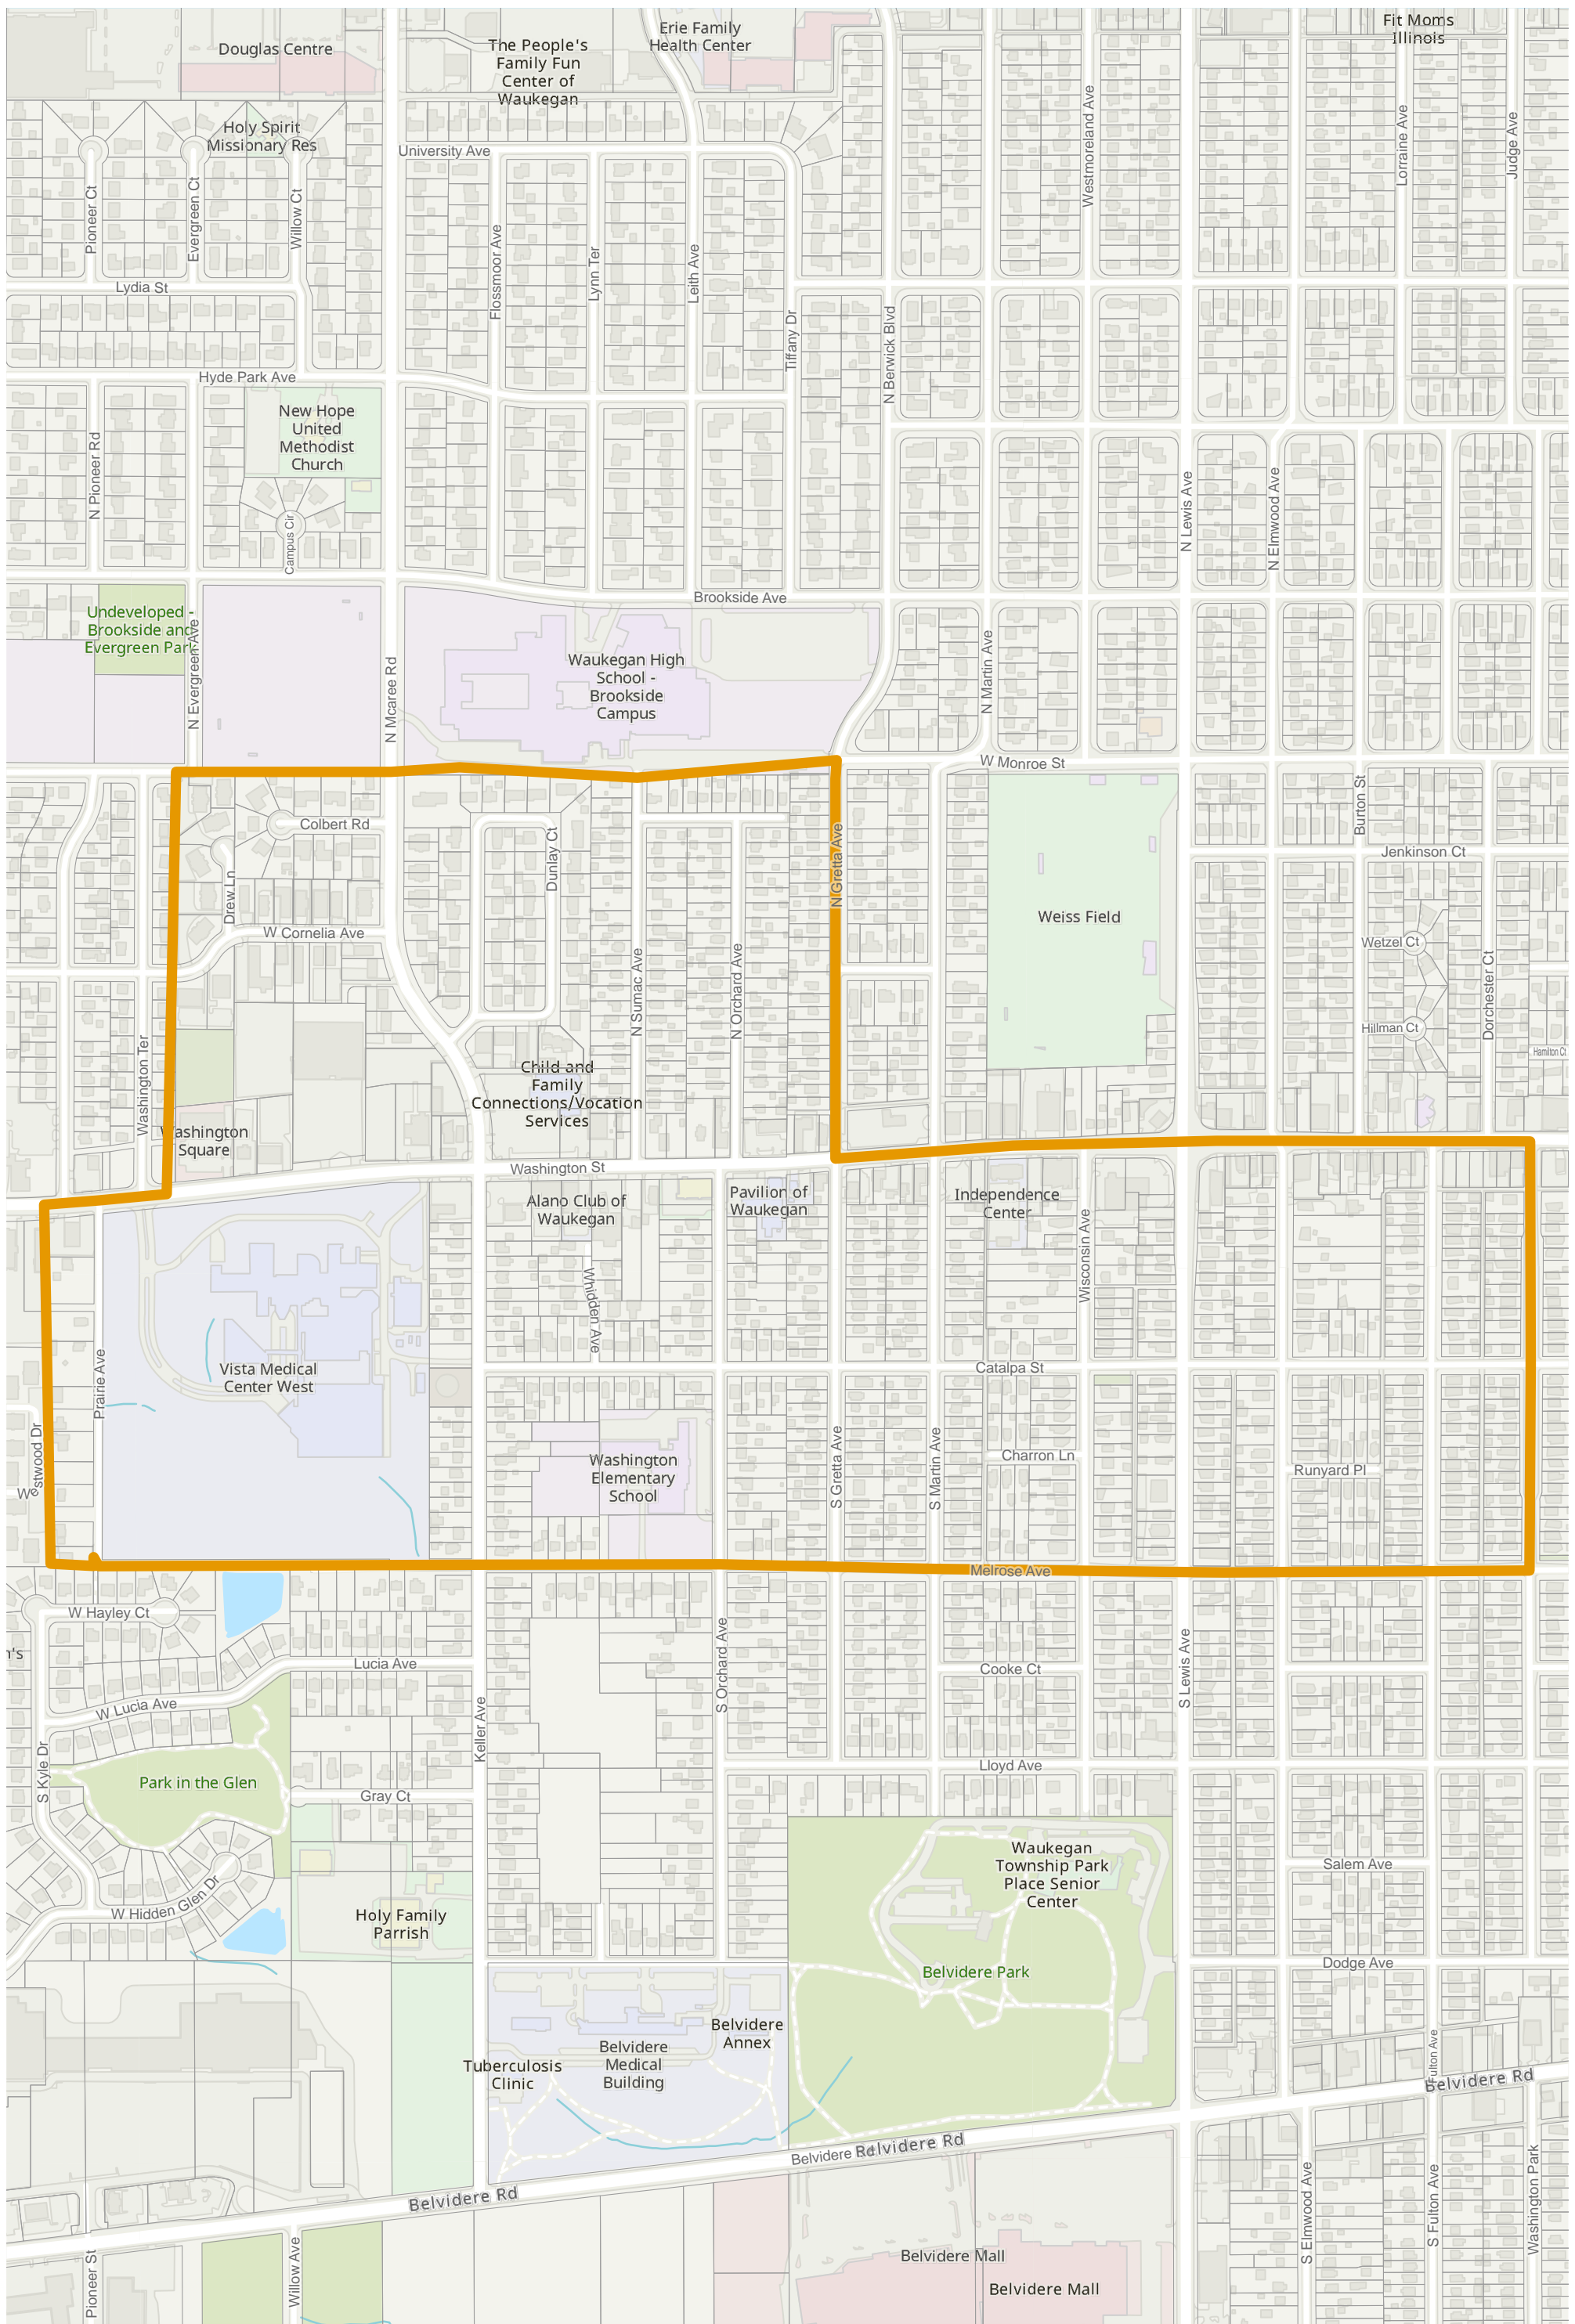 Douglas Centre
The People's
Family Fun
Center of
Waukegan
Erie Family
Health Center
Fit Moms
Illinois
Holy Spirit
Missionary Res
University Ave
Pioneer Ct
Evergreen Ct
Willow Ct
Westmoreland Ave
Lorraine Ave
Judge Ave
Flossmoor Ave
Lynn Ter
Leith Ave
Tiffany Dr
N Berwick Blvd
Lydia St
Hyde Park Ave
New Hope
United
Methodist
Church
N Pioneer Rd
Campus Cir
N Lewis Ave
N Elmwood Ave
Brookside Ave
Undeveloped -
Brookside and
Evergreen Park
N Evergreen Ave
N Mcaree Rd
Waukegan High
School -
Brookside
Campus
N Martin Ave
W Monroe St
Colbert Rd
Dunlay Ct
N Gretta Ave
Burton St
Jenkinson Ct
Drew Ln
W Cornelia Ave
Weiss Field
Wetzel Ct
N Sumac Ave
N Orchard Ave
Dorchester Ct
Hillman Ct
Hamilton Ct
Washington Ter
Child and
Family
Connections/Vocation
Services
Washington
Square
Washington St
Alano Club of
Waukegan
Pavilion of
Waukegan
Independence
Center
Wisconsin Ave
Whidden Ave
Vista Medical
Center West
Prairie Ave
Catalpa St
Westwood Dr
Washington
Elementary
School
S Gretta Ave
S Martin Ave
Charron Ln
Runyard Pl
Melrose Ave
W Hayley Ct
n's
Lucia Ave
W Lucia Ave
S Orchard Ave
Cooke Ct
S Lewis Ave
Keller Ave
S Kyle Dr
Park in the Glen
Gray Ct
Lloyd Ave
Waukegan
Township Park
Place Senior
Center
Salem Ave
W Hidden Glen Dr
Holy Family
Parrish
Belvidere Park
Dodge Ave
Belvidere
Annex
Belvidere
Medical
Building
Tuberculosis
Clinic
Fulton Ave
Belvidere Rd
Belvidere Rd
Belvidere Rd
Belvidere Rd
Pioneer St
Willow Ave
Belvidere Mall
Belvidere Mall
S Elmwood Ave
S Fulton Ave
Washington Park